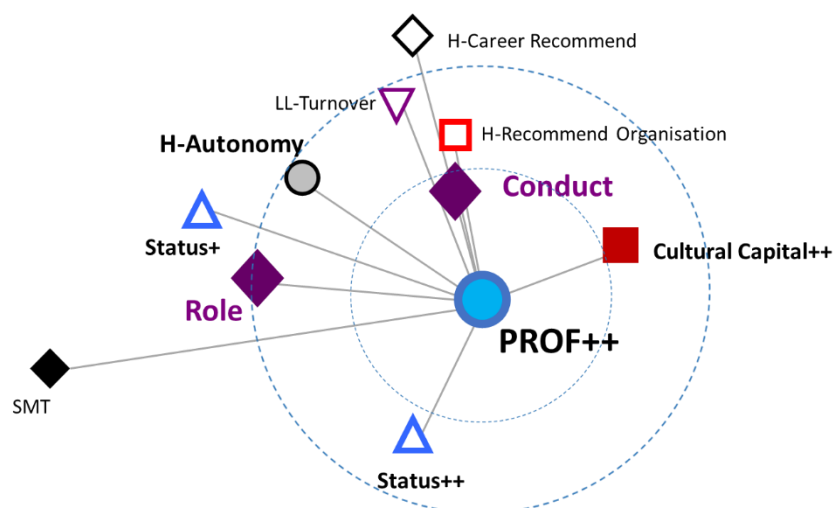 H-Career Recommend
LL-Turnover
H-Recommend Organisation
H-Autonomy
Conduct
Status+
Cultural Capital++
Role
PROF++
SMT
Status++